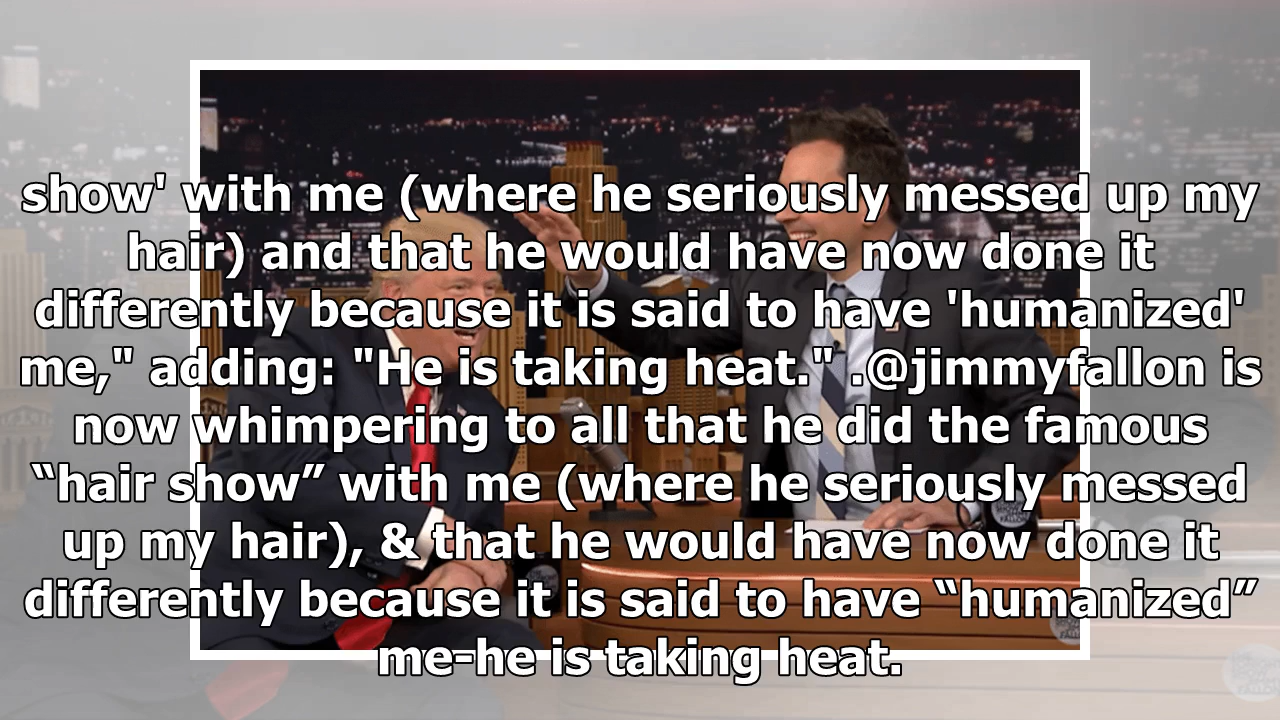 show' with me (where he seriously messed up my
hair) and that he would have now done it
differently because it is said to have 'humanized'
me," adding: "He is taking heat." .@jimmyfallon is
now whimpering to all that he did the famous
“hair show” with me (where he seriously messed
up my hair), & that he would have now done it
differently because it is said to have “humanized”
me-he is taking heat.